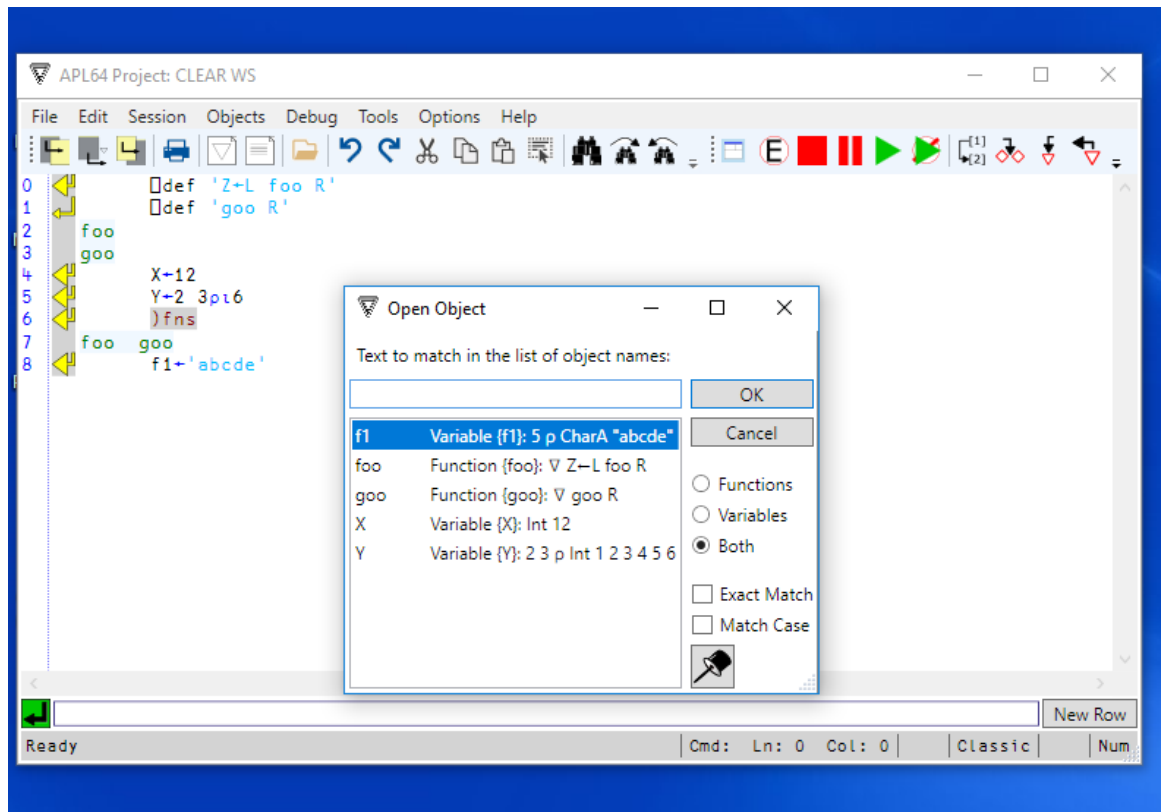 APL64 Project: CLEAR WS
File Edit Session Objects Debug Tools Options Help
E [1] [2]
0 ⎕def 'Z←L foo R'
1 ⎕def 'goo R'
2 foo
3 goo
4 X←12
5 Y←2 3⍴⍳6
6 )fns
7 foo goo
8 f1←'abcde'
Open Object
Text to match in the list of object names:
OK
f1 Variable {f1}: 5 ⍴ CharA "abcde"
Cancel
foo Function {foo}: ∇ Z←L foo R
goo Function {goo}: ∇ goo R
Functions
X Variable {X}: Int 12
Variables
Y Variable {Y}: 2 3 ⍴ Int 1 2 3 4 5 6
Both
Exact Match
Match Case
New Row
Ready Cmd: Ln: 0 Col: 0 Classic Num